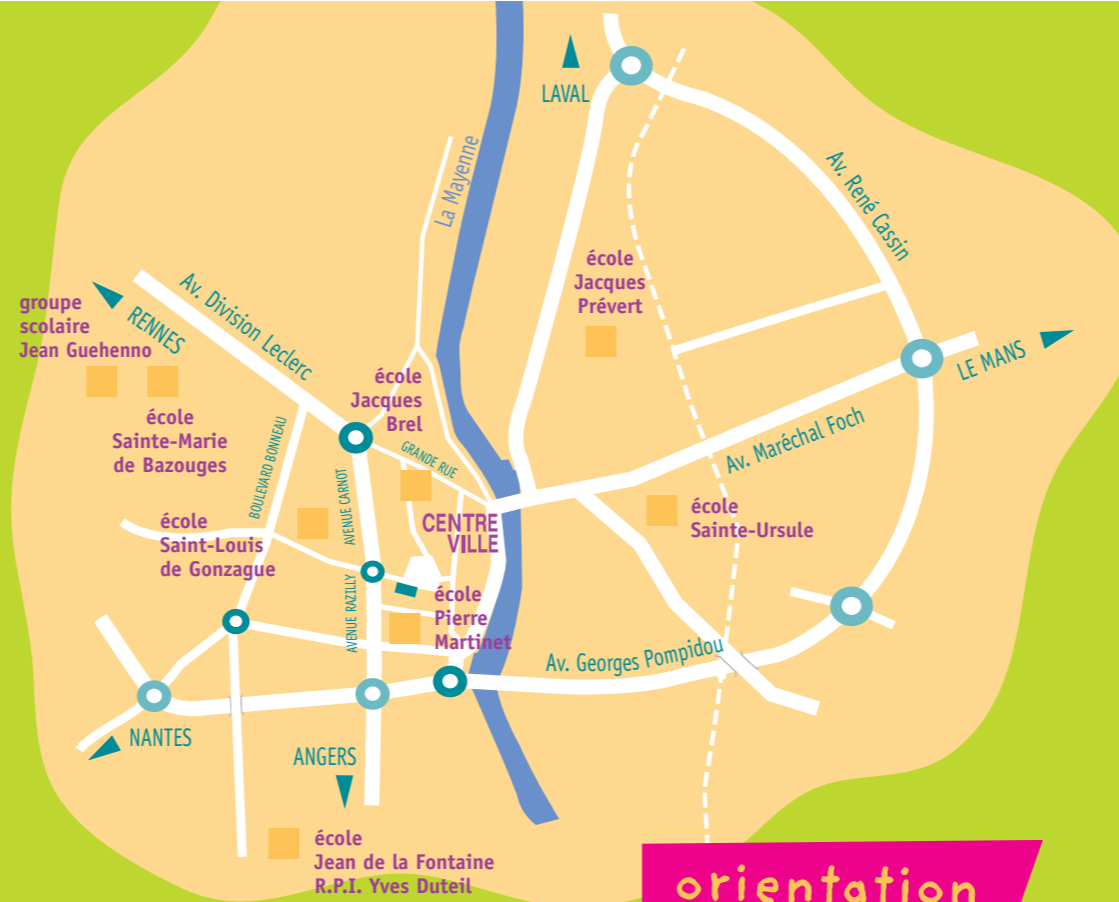 LAVAL
La Mayenne
Av. René Cassin
école
Jacques
Prévert
Av. Division Leclerc
RENNES
groupe
scolaire
Jean Guehenno
LE MANS
école
Jacques
Brel
école
Sainte-Marie
de Bazouges
BOULEVARD BONNEAU
GRANDE RUE
Av. Maréchal Foch
AVENUE CARNOT
école
Sainte-Ursule
CENTRE
VILLE
école
Saint-Louis
de Gonzague
AVENUE RAZILLY
école
Pierre
Martinet
Av. Georges Pompidou
NANTES
ANGERS
école
Jean de la Fontaine
R.P.I. Yves Duteil
orientation